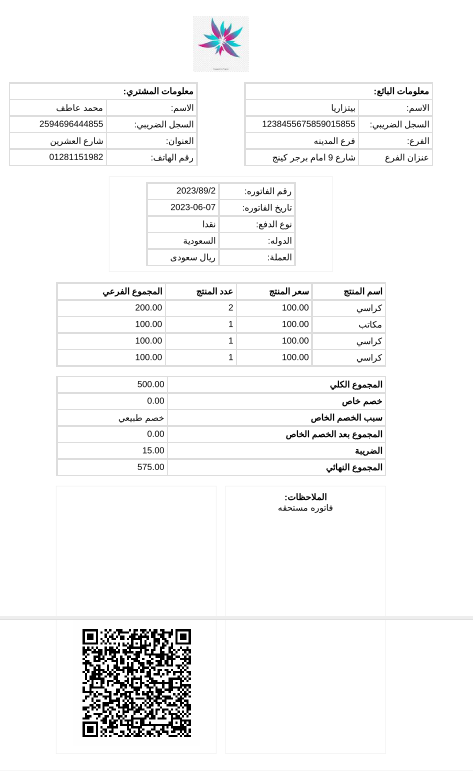 معلومات البائع:
الاسم: بيتزاريا
السجل الضريبي: 1238455675859015855
الفرع: فرع المدينه
عنزان الفرع شارع 9 امام برجر كينج
معلومات المشتري:
الاسم: محمد عاطف
السجل الضريبي: 2594696444855
العنوان: شارع العشرين
رقم الهاتف: 01281151982
رقم الفاتوره: 2023/89/2
تاريخ الفاتوره: 2023-06-07
نوع الدفع: نقدا
الدوله: السعودية
العملة: ريال سعودى
اسم المنتج سعر المنتج عدد المنتج المجموع الفرعي
كراسي 100.00 2 200.00
مكاتب 100.00 1 100.00
كراسي 100.00 1 100.00
كراسي 100.00 1 100.00
المجموع الكلي 500.00
خصم خاص 0.00
سبب الخصم الخاص خصم طبيعي
المجموع بعد الخصم الخاص 0.00
الضريبة 15.00
المجموع النهائي 575.00
الملاحظات:
فاتوره مستحقه